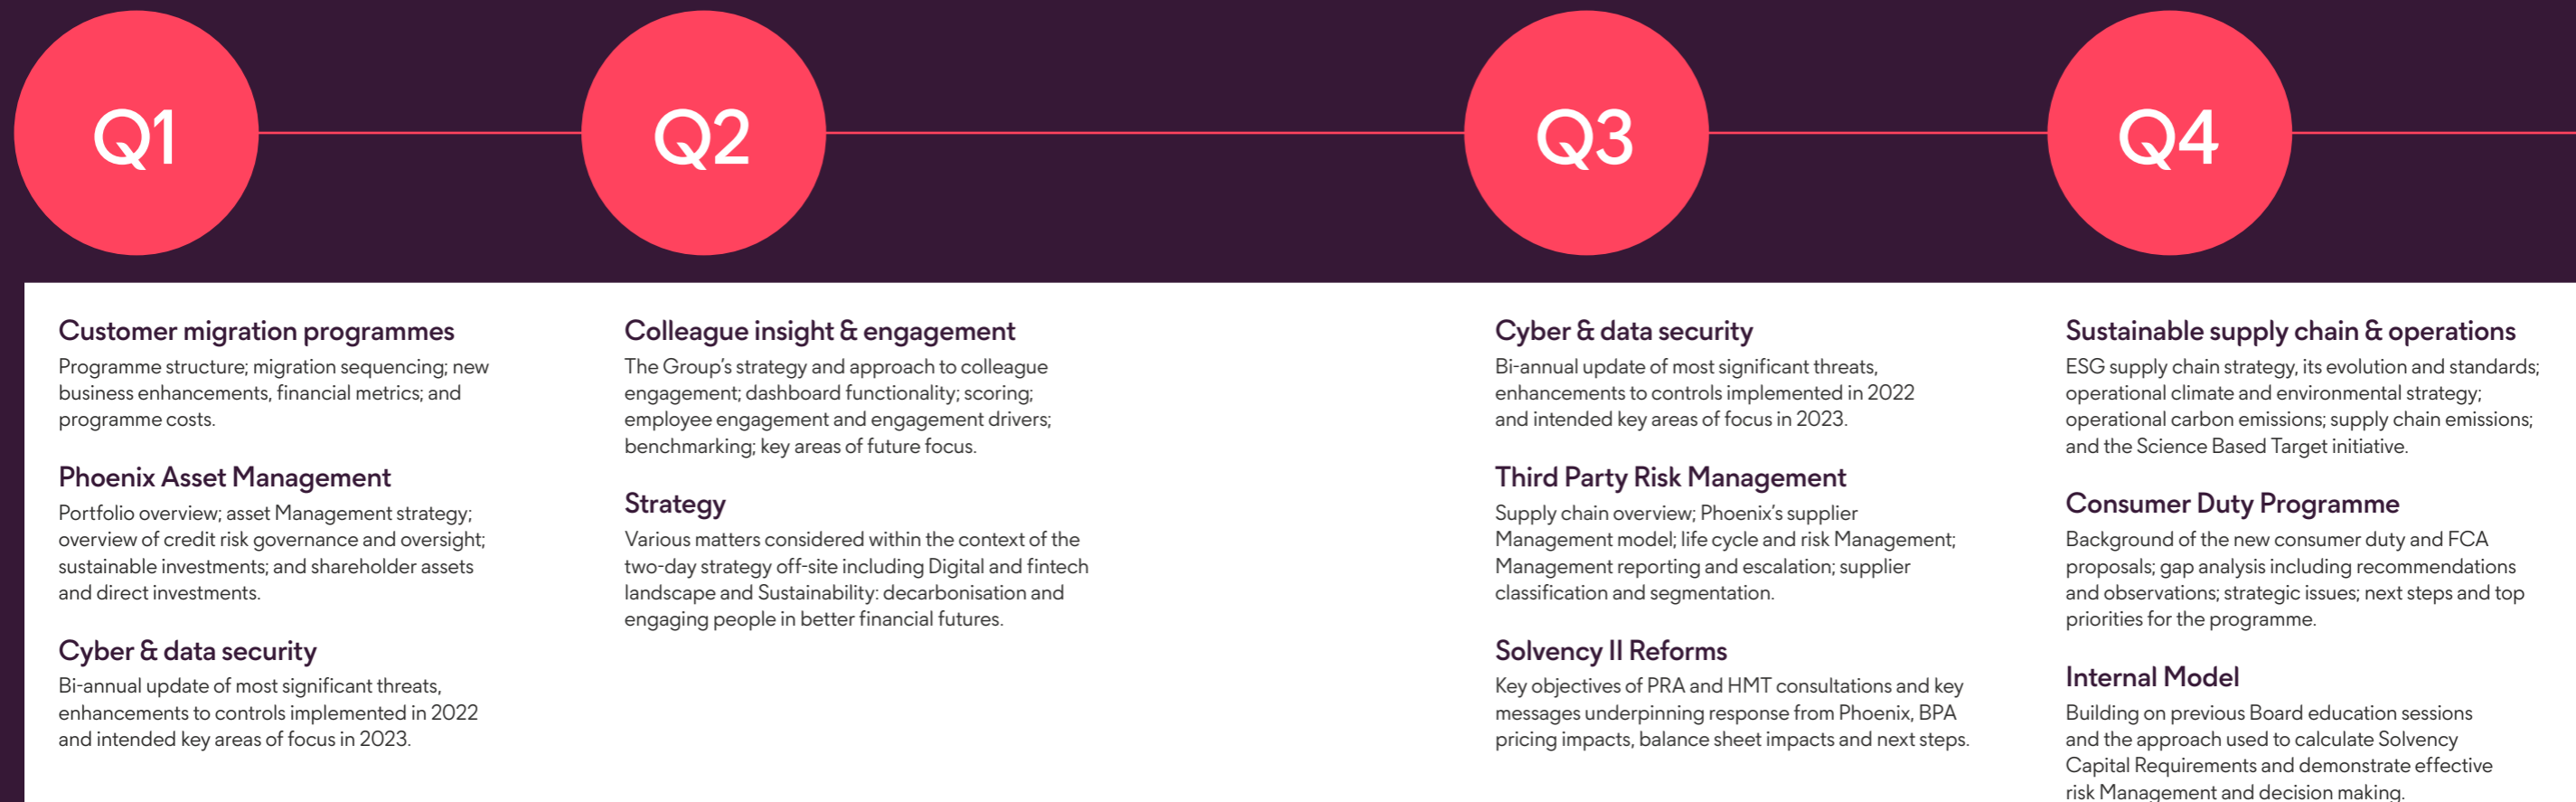 Q1
Q2
Q3
Q4
Customer migration programmes
Programme structure; migration sequencing; new
business enhancements, financial metrics; and
programme costs.
Phoenix Asset Management
Portfolio overview; asset Management strategy;
overview of credit risk governance and oversight;
sustainable investments; and shareholder assets
and direct investments.
Cyber & data security
Bi-annual update of most significant threats,
enhancements to controls implemented in 2022
and intended key areas of focus in 2023.
Colleague insight & engagement
The Group’s strategy and approach to colleague
engagement; dashboard functionality; scoring;
employee engagement and engagement drivers;
benchmarking; key areas of future focus.
Strategy
Various matters considered within the context of the
two-day strategy off-site including Digital and fintech
landscape and Sustainability: decarbonisation and
engaging people in better financial futures.
Cyber & data security
Bi-annual update of most significant threats,
enhancements to controls implemented in 2022
and intended key areas of focus in 2023.
Third Party Risk Management
Supply chain overview; Phoenix’s supplier
Management model; life cycle and risk Management;
Management reporting and escalation; supplier
classification and segmentation.
Solvency II Reforms
Key objectives of PRA and HMT consultations and key
messages underpinning response from Phoenix, BPA
pricing impacts, balance sheet impacts and next steps.
Sustainable supply chain & operations
ESG supply chain strategy, its evolution and standards;
operational climate and environmental strategy;
operational carbon emissions; supply chain emissions;
and the Science Based Target initiative.
Consumer Duty Programme
Background of the new consumer duty and FCA
proposals; gap analysis including recommendations
and observations; strategic issues; next steps and top
priorities for the programme.
Internal Model
Building on previous Board education sessions
and the approach used to calculate Solvency
Capital Requirements and demonstrate effective
risk Management and decision making.